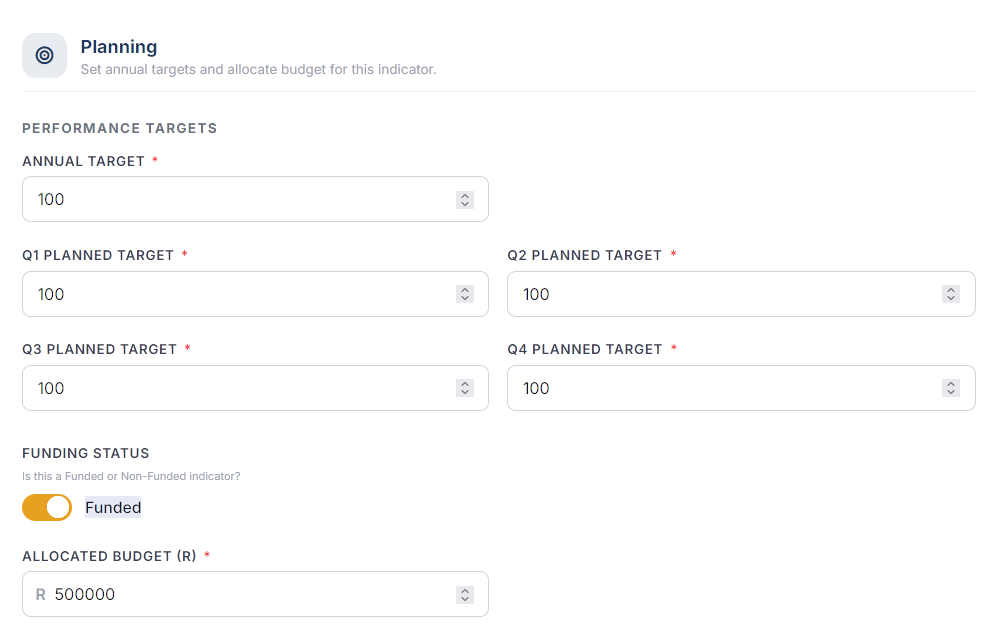 Planning
Set annual targets and allocate budget for this indicator.
PERFORMANCE TARGETS
ANNUAL TARGET *
100
Q1 PLANNED TARGET * Q2 PLANNED TARGET *
100 100
Q3 PLANNED TARGET * Q4 PLANNED TARGET *
100 100
FUNDING STATUS
Is this a Funded or Non-Funded indicator?
Funded
ALLOCATED BUDGET (R) *
R 500000